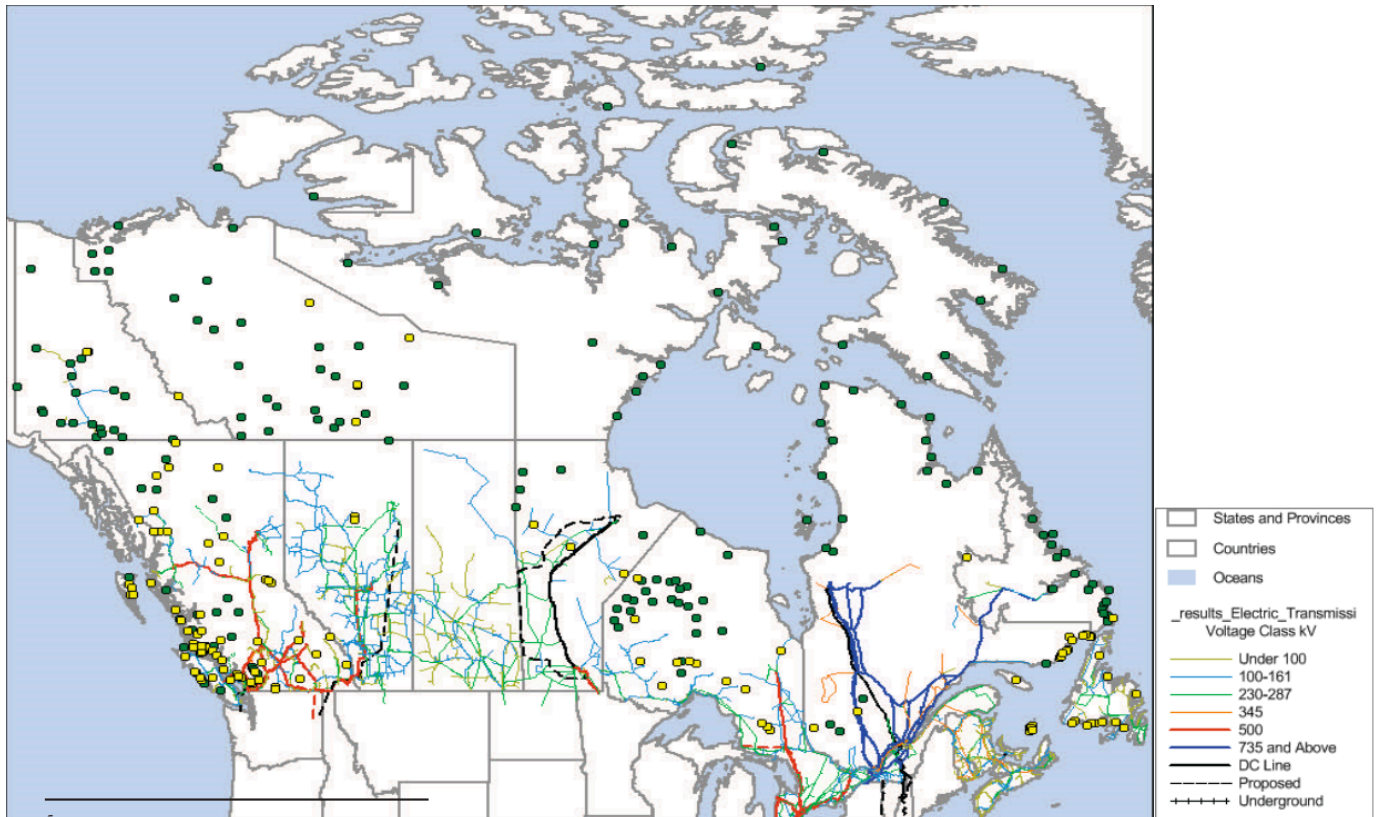 States and Provinces
Countries
Oceans
_results_Electric_Transmissi
Voltage Class kV
Under 100
100-161
230-287
345
500
735 and Above
DC Line
Proposed
Underground